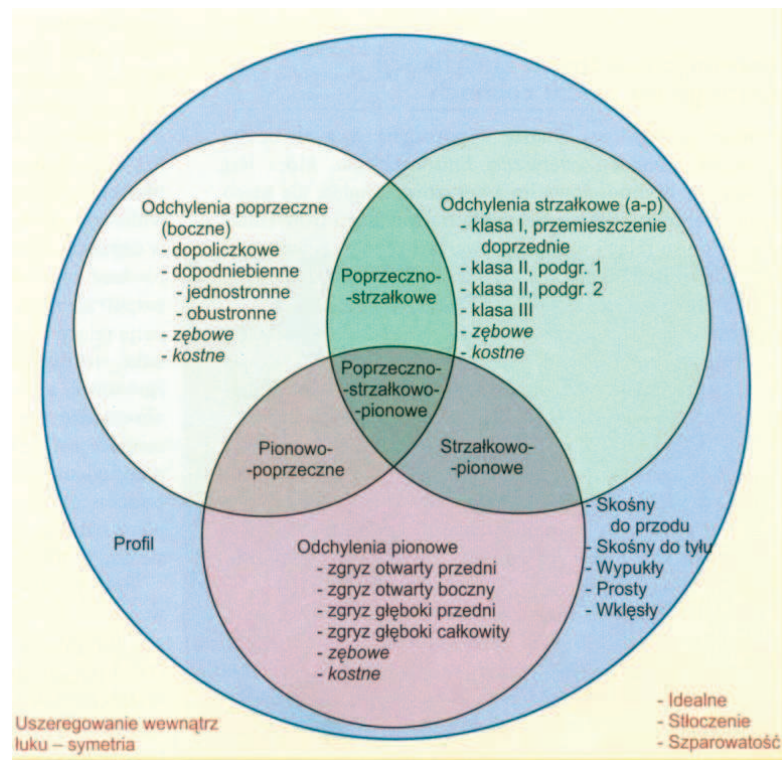 Odchylenia poprzeczne
(boczne)
- dopoliczkowe
- dopodniebienne
- jednostronne
- obustronne
- zębowe
- kostne
Odchylenia strzałkowe (a-p)
- klasa I, przemieszczenie
doprzednie
- klasa II, podgr. 1
- klasa II, podgr. 2
- klasa III
- zębowe
- kostne
Poprzeczno-
-strzałkowe
Poprzeczno-
-strzałkowo-
-pionowe
Pionowo-
-poprzeczne
Strzałkowo-
-pionowe
Profil
Odchylenia pionowe
- zgryz otwarty przedni
- zgryz otwarty boczny
- zgryz głęboki przedni
- zgryz głęboki całkowity
- zębowe
- kostne
- Skośny
do przodu
- Skośny do tyłu
- Wypukły
- Prosty
- Wklęsły
Uszeregowanie wewnątrz
łuku – symetria
- Idealne
- Stłoczenie
- Szparowatość